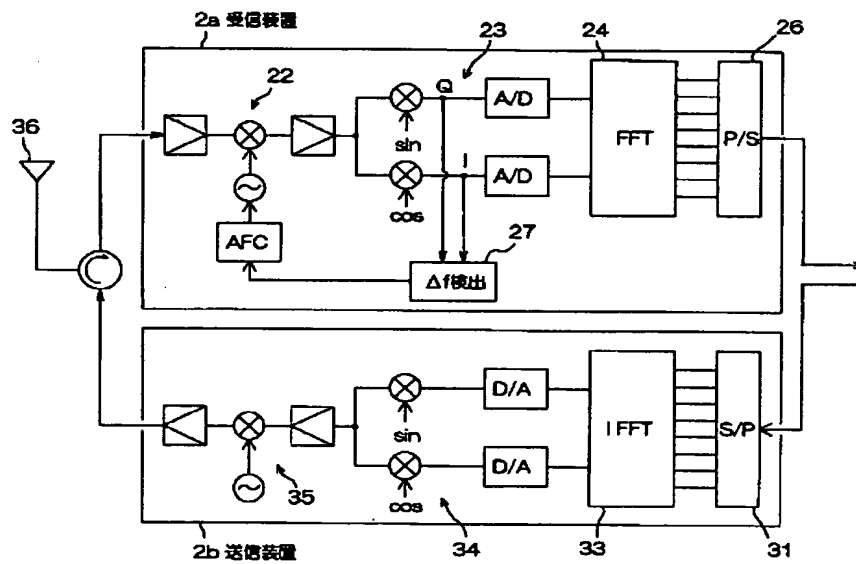 2a 受信装置
22
23
24
26
36
Q
A/D
sin
FFT
P/S
I
A/D
cos
27
AFC
Δf検出
D/A
sin
I FFT
S/P
D/A
cos
35
34
33
31
2b 送信装置